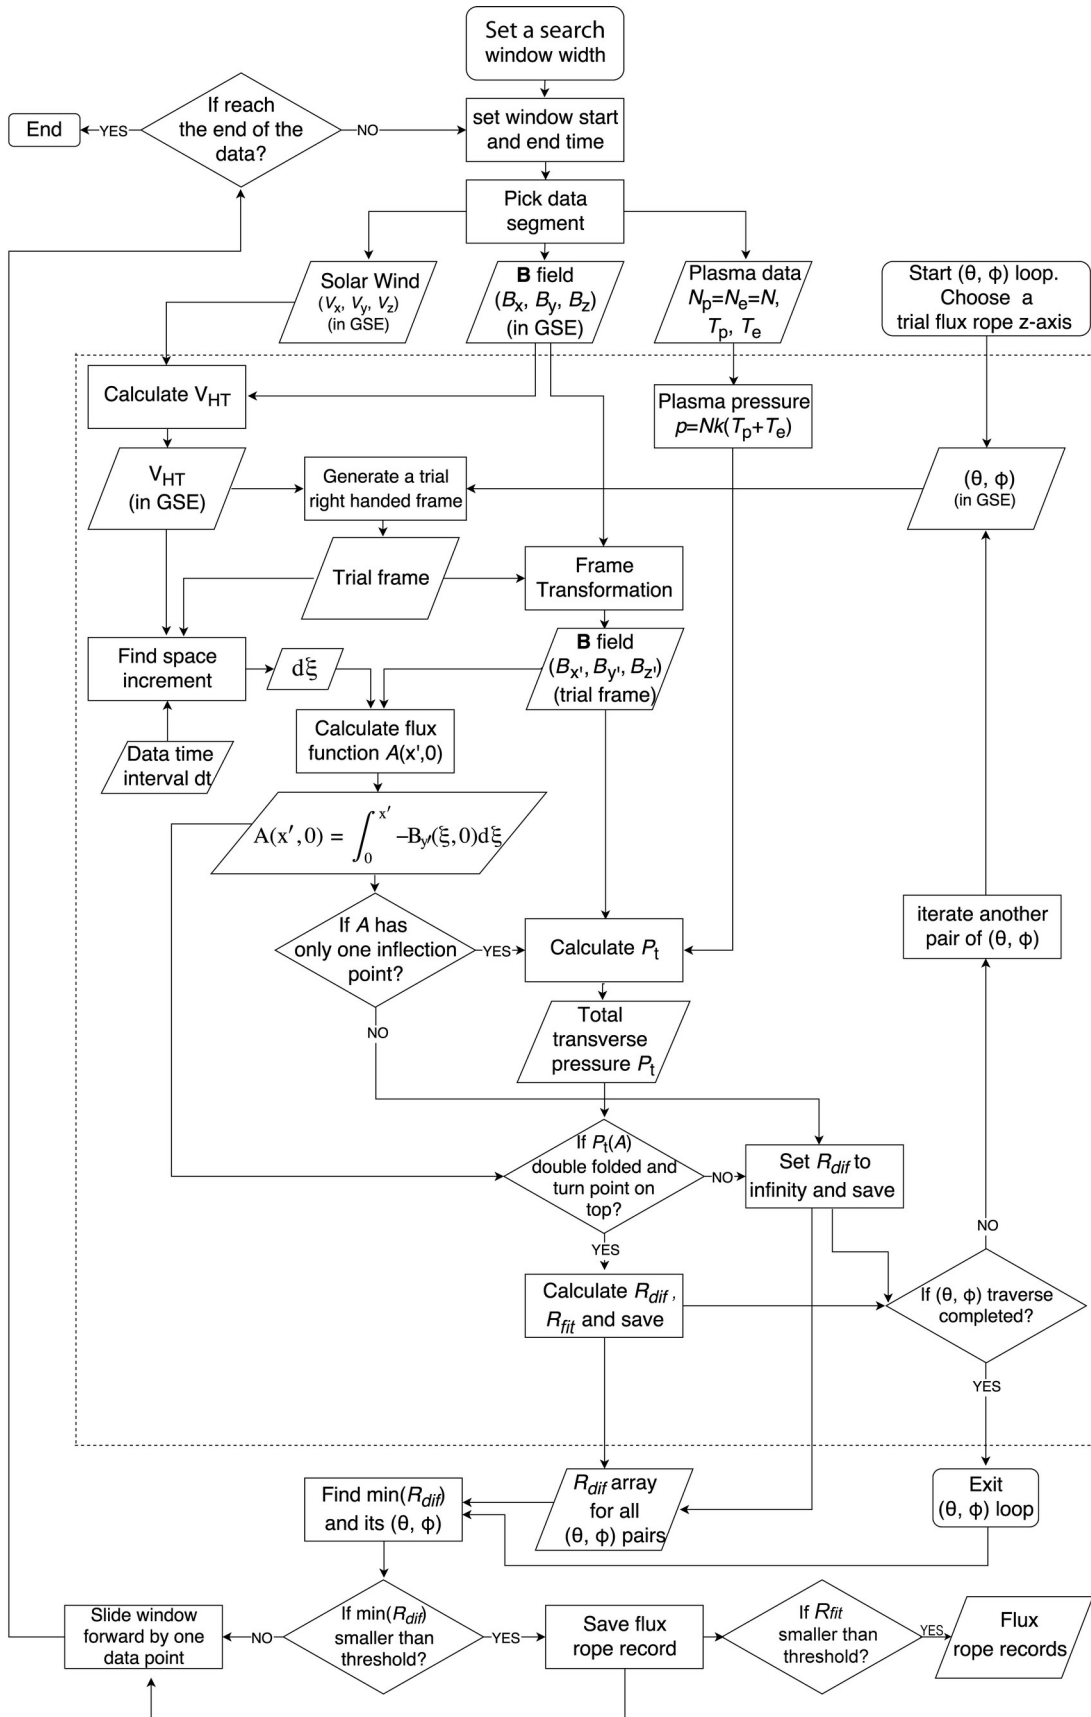 Set a search
window width
If reach
the end of the
data?
YES
End
NO
set window start
and end time
Pick data
segment
Solar Wind
(Vx, Vy, Vz)
(in GSE)
B field
(Bx, By, Bz)
(in GSE)
Plasma data
Np=Ne=N,
Tp, Te
Start (θ, ϕ) loop.
Choose a
trial flux rope z-axis
Calculate VHT
Plasma pressure
p=Nk(Tp+Te)
VHT
(in GSE)
Generate a trial
right handed frame
(θ, ϕ)
(in GSE)
Trial frame
Frame
Transformation
Find space
increment
dξ
B field
(Bx', By', Bz')
(trial frame)
Data time
interval dt
Calculate flux
function A(x',0)
A(x′,0) = ∫₀^x′ −By′(ξ,0)dξ
If A has
only one inflection
point?
YES
NO
Calculate Pt
iterate another
pair of (θ, ϕ)
Total
transverse
pressure Pt
If Pt(A)
double folded and
turn point on
top?
NO
YES
Set Rdif to
infinity and save
Calculate Rdif ,
Rfit and save
NO
If (θ, ϕ) traverse
completed?
YES
Find min(Rdif)
and its (θ, ϕ)
Rdif array
for all
(θ, ϕ) pairs
Exit
(θ, ϕ) loop
Slide window
forward by one
data point
NO
If min(Rdif)
smaller than
threshold?
YES
Save flux
rope record
If Rfit
smaller than
threshold?
YES
Flux
rope records